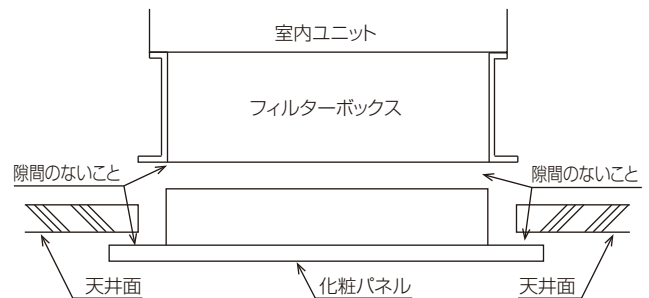 室内ユニット
フィルターボックス
隙間のないこと
隙間のないこと
天井面
化粧パネル
天井面